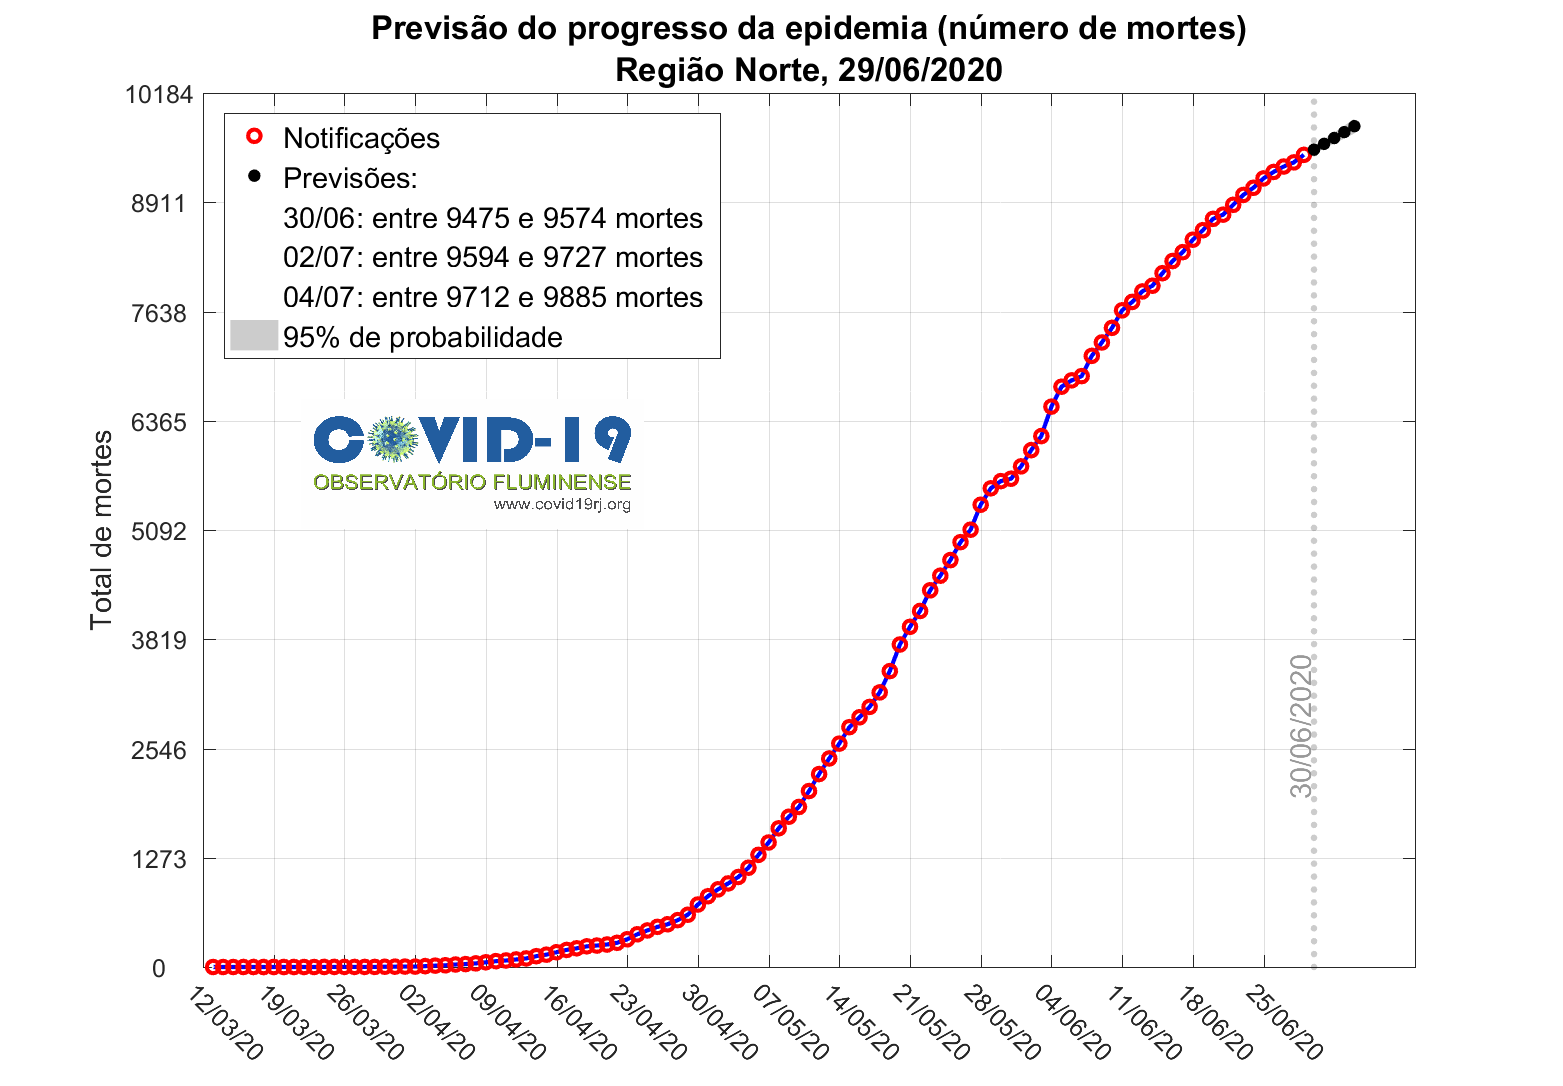 Previsão do progresso da epidemia (número de mortes)
Região Norte, 29/06/2020
10184
8911
7638
6365
5092
3819
2546
1273
0
Total de mortes
Notificações
Previsões:
30/06: entre 9475 e 9574 mortes
02/07: entre 9594 e 9727 mortes
04/07: entre 9712 e 9885 mortes
95% de probabilidade
COVID-19
OBSERVATÓRIO FLUMINENSE
www.covid19rj.org
30/06/2020
12/03/20
19/03/20
26/03/20
02/04/20
09/04/20
16/04/20
23/04/20
30/04/20
07/05/20
14/05/20
21/05/20
28/05/20
04/06/20
11/06/20
18/06/20
25/06/20